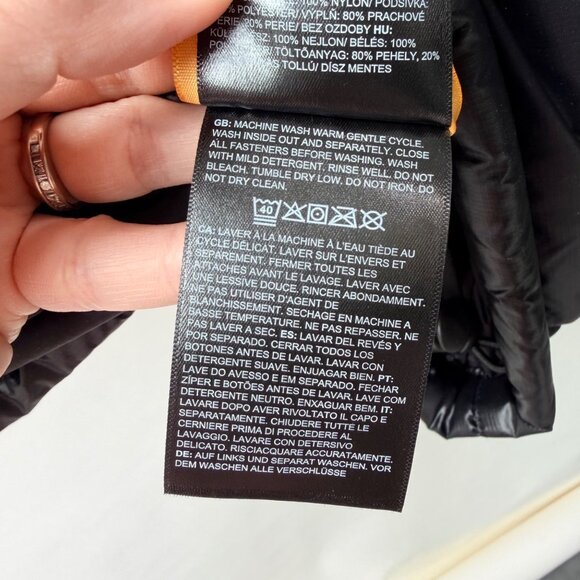 100% NYLON/ PODŠÍVKA:
% POLYESTER/ VÝPLŇ: 80% PRACHOVÉ
PEŘÍ, 20% PERIE/ BEZ OZDOBY HU:
100% NEJLON/ BÉLÉS: 100%
TÖLTŐANYAG: 80% PEHELY, 20%
TOLLÚ/ DÍSZ MENTES
GB: MACHINE WASH WARM GENTLE CYCLE.
WASH INSIDE OUT AND SEPARATELY. CLOSE
ALL FASTENERS BEFORE WASHING. WASH
WITH MILD DETERGENT. RINSE WELL. DO NOT
BLEACH. TUMBLE DRY LOW. DO NOT IRON. DO
NOT DRY CLEAN.
40
CA: LAVER À LA MACHINE À L'EAU TIÈDE AU
CYCLE DÉLICAT. LAVER SUR L'ENVERS ET
SÉPAREMENT. FERMER TOUTES LES
ATTACHES AVANT LE LAVAGE. LAVER AVEC
UNE LESSIVE DOUCE. RINCER ABONDAMMENT.
NE PAS UTILISER D'AGENT DE
BLANCHISSEMENT. SECHAGE EN MACHINE A
BASSE TEMPERATURE. NE PAS REPASSER. NE
PAS LAVER A SEC. ES: LAVAR DEL REVÉS Y
POR SEPARADO. CERRAR TODOS LOS
BOTONES ANTES DE LAVAR. LAVAR CON
DETERGENTE SUAVE. ENJUAGAR BIEN. PT:
LAVE DO AVESSO E EM SEPARADO. FECHAR
ZÍPER E BOTÕES ANTES DE LAVAR. LAVE COM
DETERGENTE NEUTRO. ENXAGUAR BEM. IT:
LAVARE DOPO AVER RIVOLTATO IL CAPO E
SEPARATAMENTE. CHIUDERE TUTTE LE
CERNIERE PRIMA DI PROCEDERE AL
LAVAGGIO. LAVARE CON DETERSIVO
DELICATO. RISCIACQUARE ACCURATAMENTE.
DE: AUF LINKS UND SEPARAT WASCHEN. VOR
DEM WASCHEN ALLE VERSCHLÜSSE